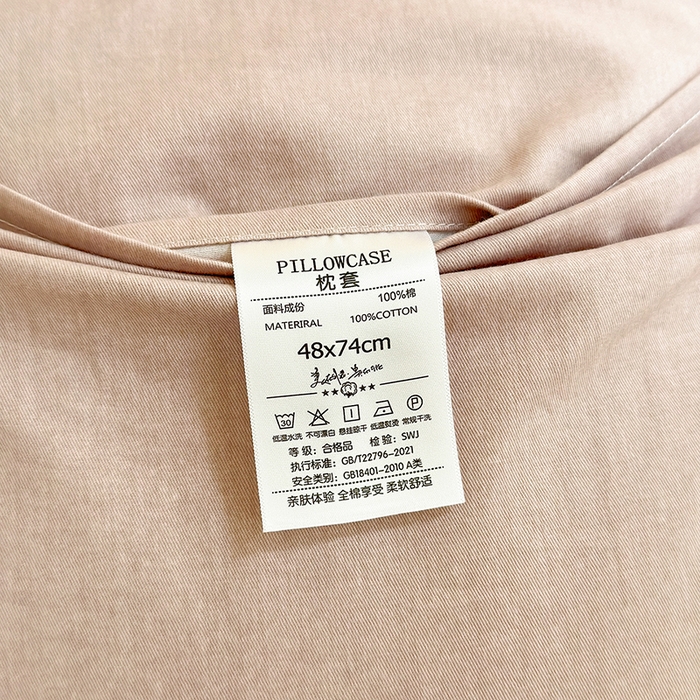 PILLOWCASE
枕套
面料成份 100%棉
MATERIRAL 100%COTTON
48x74cm
30
低温水洗 不可漂白 悬挂晾干 低温熨烫 常规干洗
等 级: 合格品 检 验: SWJ
执行标准: GB/T22796-2021
安全类别: GB18401-2010 A类
亲肤体验 全棉享受 柔软舒适